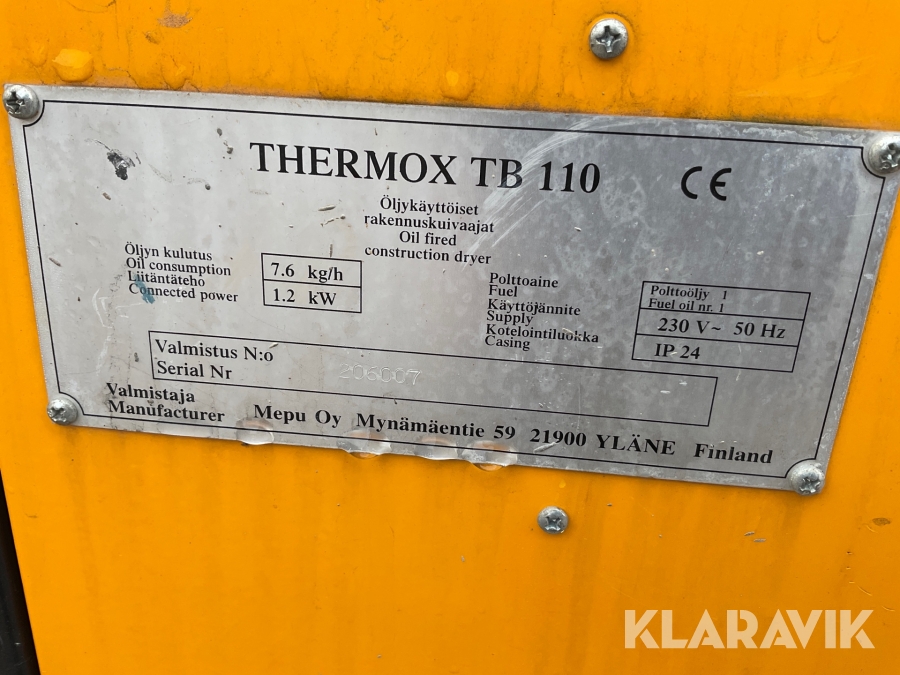 THERMOX TB 110 CE
Öljykäyttöiset
rakennuskuivaajat
Oil fired
construction dryer
Öljyn kulutus
Oil consumption
7.6 kg/h
Liitäntäteho
Connected power
1.2 kW
Polttoaine
Fuel
Polttoöljy 1
Fuel oil nr. 1
Käyttöjännite
Supply
230 V~ 50 Hz
Kotelointiluokka
Casing
IP 24
Valmistus N:o
Serial Nr 206007
Valmistaja
Manufacturer Mepu Oy Mynämäentie 59 21900 YLÄNE Finland
KLARAVIK